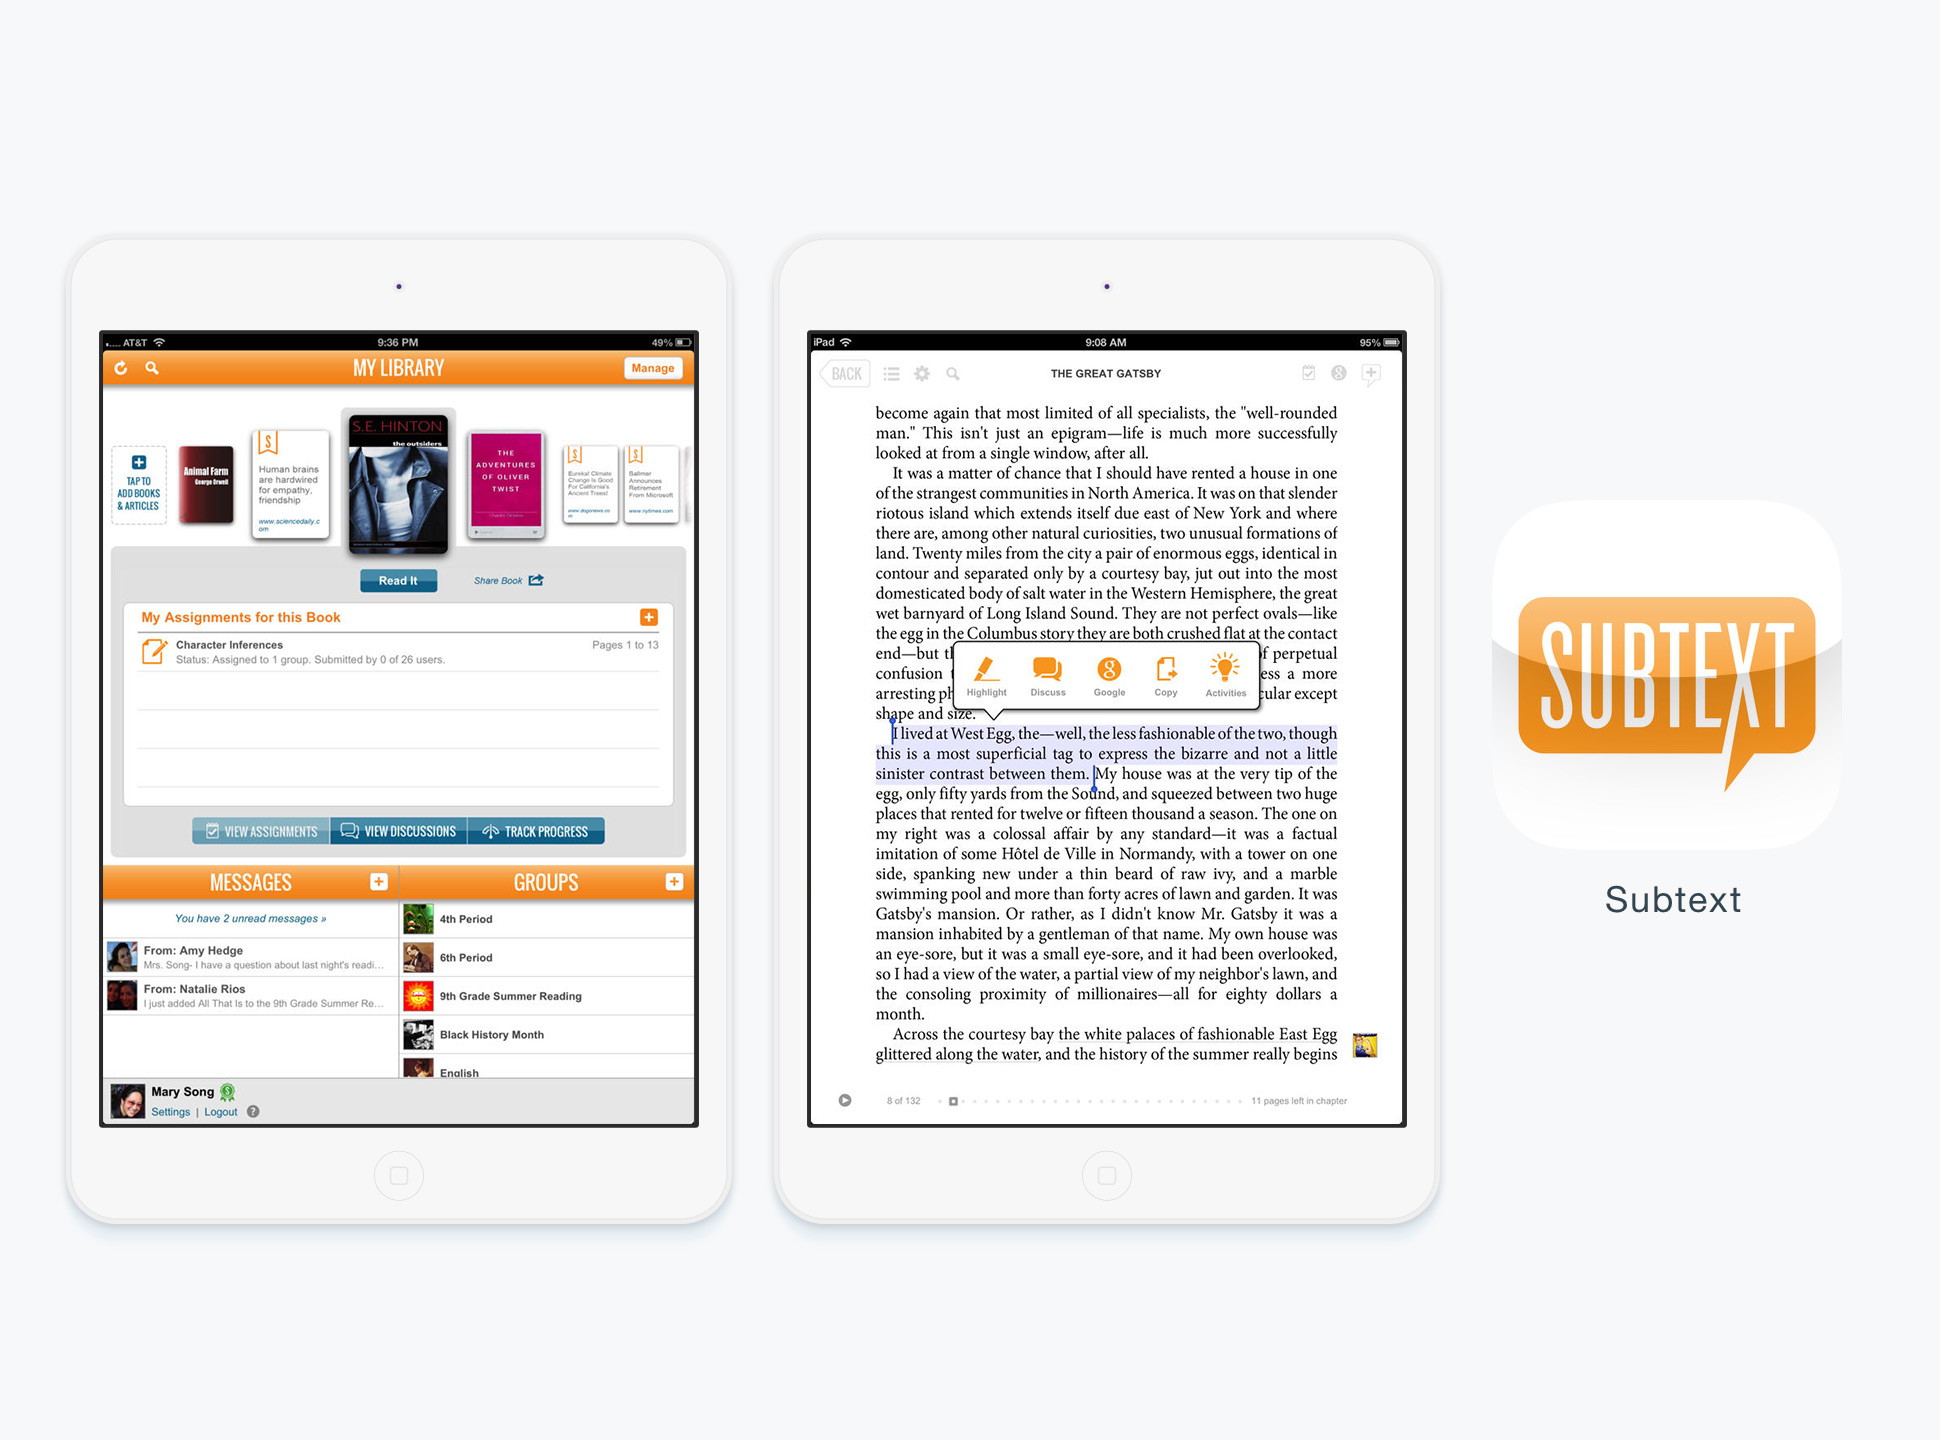 ..... AT&T
9:36 PM
49%
MY LIBRARY
Manage
TAP TO
ADD BOOKS
& ARTICLES
Animal Farm
George Orwell
S
Human brains
are hardwired
for empathy,
friendship
www.sciencedaily.c
om
S.E. HINTON
the outsiders
THE
ADVENTURES
OF OLIVER
TWIST
S
Eureka! Climate
Change Is Good
For California's
Ancient Trees!
www.dogonews.co
m
S
Ballmer
Announces
Retirement
From Microsoft
www.nytimes.com
Read It
Share Book
My Assignments for this Book
Character Inferences
Pages 1 to 13
Status: Assigned to 1 group. Submitted by 0 of 26 users.
VIEW ASSIGNMENTS
VIEW DISCUSSIONS
TRACK PROGRESS
MESSAGES
GROUPS
You have 2 unread messages »
From: Amy Hedge
Mrs. Song- I have a question about last night's readi...
From: Natalie Rios
I just added All That Is to the 9th Grade Summer Re...
4th Period
6th Period
9th Grade Summer Reading
Black History Month
English
Mary Song
Settings | Logout ?
iPad
9:08 AM
95%
BACK
THE GREAT GATSBY
become again that most limited of all specialists, the "well-rounded
man." This isn't just an epigram—life is much more successfully
looked at from a single window, after all.
It was a matter of chance that I should have rented a house in one
of the strangest communities in North America. It was on that slender
riotous island which extends itself due east of New York and where
there are, among other natural curiosities, two unusual formations of
land. Twenty miles from the city a pair of enormous eggs, identical in
contour and separated only by a courtesy bay, jut out into the most
domesticated body of salt water in the Western Hemisphere, the great
wet barnyard of Long Island Sound. They are not perfect ovals—like
the egg in the Columbus story they are both crushed flat at the contact
end—but th
of perpetual
confusion t
ess a more
arresting ph
cular except
shape and size.
Highlight
Discuss
Google
Copy
Activities
I lived at West Egg, the—well, the less fashionable of the two, though
this is a most superficial tag to express the bizarre and not a little
sinister contrast between them. My house was at the very tip of the
egg, only fifty yards from the Sound, and squeezed between two huge
places that rented for twelve or fifteen thousand a season. The one on
my right was a colossal affair by any standard—it was a factual
imitation of some Hôtel de Ville in Normandy, with a tower on one
side, spanking new under a thin beard of raw ivy, and a marble
swimming pool and more than forty acres of lawn and garden. It was
Gatsby's mansion. Or rather, as I didn't know Mr. Gatsby it was a
mansion inhabited by a gentleman of that name. My own house was
an eye-sore, but it was a small eye-sore, and it had been overlooked,
so I had a view of the water, a partial view of my neighbor's lawn, and
the consoling proximity of millionaires—all for eighty dollars a
month.
Across the courtesy bay the white palaces of fashionable East Egg
glittered along the water, and the history of the summer really begins
8 of 132
11 pages left in chapter
SUBTEXT
Subtext